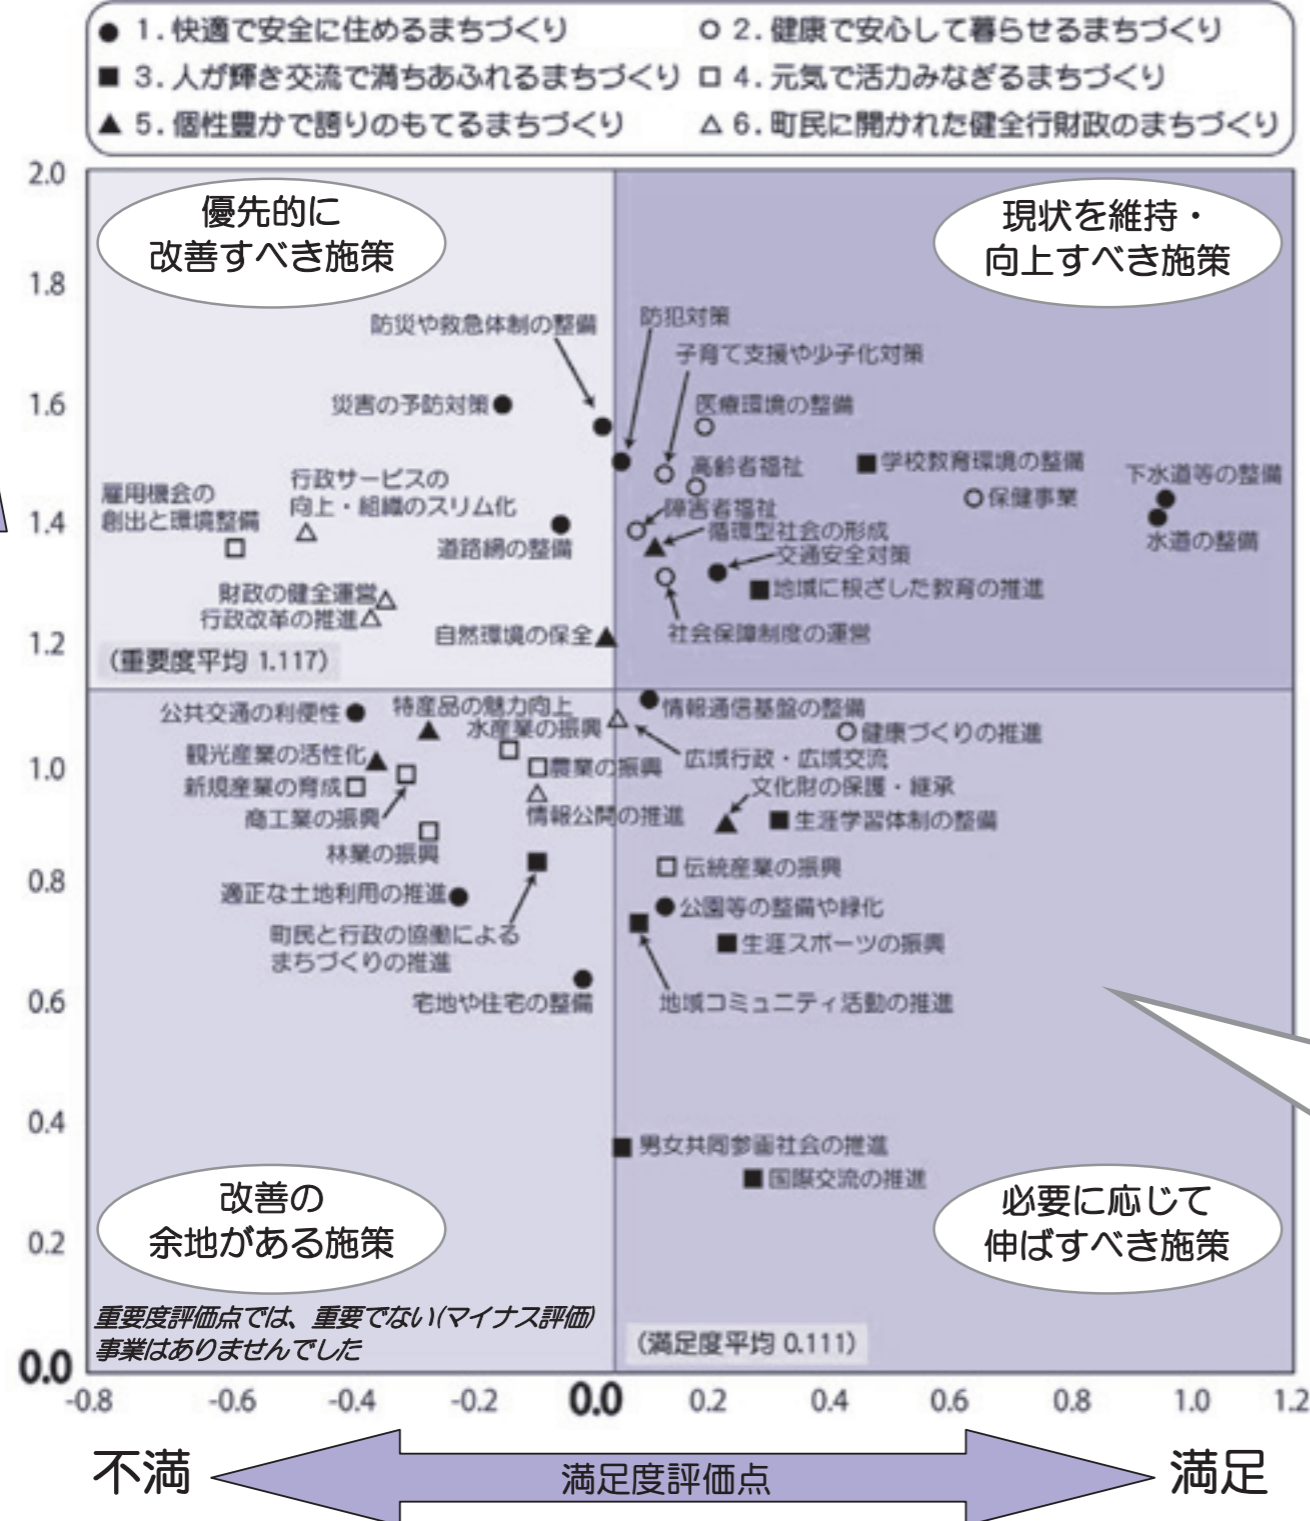 ● 1. 快適で安全に住めるまちづくり
○ 2. 健康で安心して暮らせるまちづくり
■ 3. 人が輝き交流で満ちあふれるまちづくり
□ 4. 元気で活力みなぎるまちづくり
▲ 5. 個性豊かで誇りのもてるまちづくり
△ 6. 町民に開かれた健全行財政のまちづくり
2.0
1.8
1.6
1.4
1.2
1.0
0.8
0.6
0.4
0.2
0.0
優先的に
改善すべき施策
現状を維持・
向上すべき施策
防災や救急体制の整備
防犯対策
子育て支援や少子化対策
災害の予防対策
医療環境の整備
高齢者福祉
学校教育環境の整備
下水道等の整備
保健事業
水道の整備
雇用機会の
創出と環境整備
行政サービスの
向上・組織のスリム化
道路網の整備
障害者福祉
循環型社会の形成
交通安全対策
地域に根ざした教育の推進
社会保障制度の運営
財政の健全運営
行政改革の推進
自然環境の保全
（重要度平均 1.117）
公共交通の利便性
特産品の魅力向上
水産業の振興
情報通信基盤の整備
健康づくりの推進
広域行政・広域交流
観光産業の活性化
新規産業の育成
農業の振興
文化財の保護・継承
商工業の振興
情報公開の推進
生涯学習体制の整備
林業の振興
伝統産業の振興
適正な土地利用の推進
公園等の整備や緑化
町民と行政の協働による
まちづくりの推進
生涯スポーツの振興
宅地や住宅の整備
地域コミュニティ活動の推進
男女共同参画社会の推進
国際交流の推進
改善の
余地がある施策
必要に応じて
伸ばすべき施策
重要度評価点では、重要でない(マイナス評価)
事業はありませんでした
（満足度平均 0.111）
-0.8
-0.6
-0.4
-0.2
0.0
0.2
0.4
0.6
0.8
1.0
1.2
不満
満足度評価点
満足